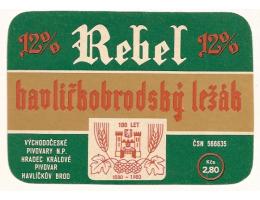 12% Rebel 12%
havlíčkobrodský ležák
VÝCHODOČESKÉ
PIVOVARY N.P.
HRADEC KRÁLOVÉ
PIVOVAR
HAVLÍČKŮV BROD
100 LET
1880 - 1980
ČSN 566635
Kčs
2,80